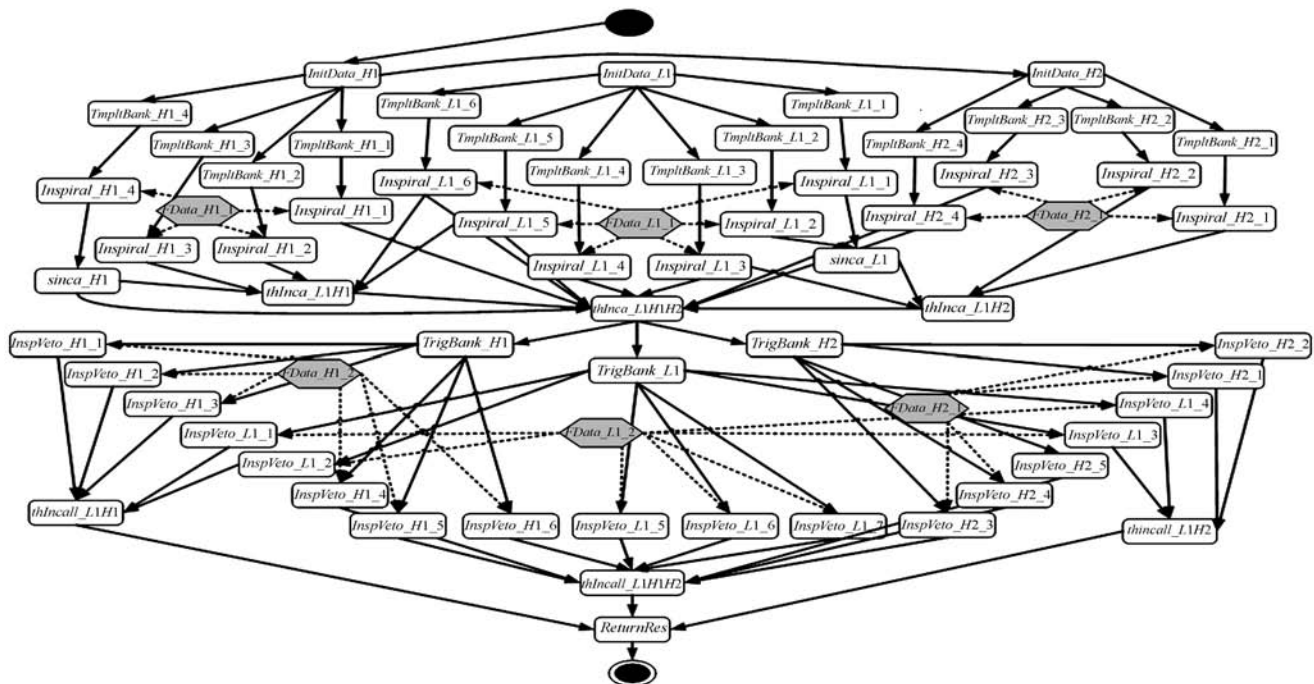 InitData_H1
InitData_L1
InitData_H2
TmpltBank_H1_4
TmpltBank_L1_6
TmpltBank_L1_1
TmpltBank_H2_3
TmpltBank_H2_2
TmpltBank_H1_3
TmpltBank_H1_1
TmpltBank_L1_5
TmpltBank_L1_2
TmpltBank_H2_4
TmpltBank_H2_1
TmpltBank_H1_2
TmpltBank_L1_4
TmpltBank_L1_3
Inspiral_H1_4
Inspiral_L1_6
Inspiral_L1_1
Inspiral_H2_3
Inspiral_H2_2
FData_H1_1
Inspiral_H1_1
Inspiral_L1_5
FData_L1_1
Inspiral_L1_2
Inspiral_H2_4
FData_H2_1
Inspiral_H2_1
Inspiral_H1_3
Inspiral_H1_2
Inspiral_L1_4
Inspiral_L1_3
sinca_L1
sinca_H1
thInca_L1H1
thInca_L1H1H2
thInca_L1H2
InspVeto_H1_1
TrigBank_H1
TrigBank_H2
InspVeto_H2_2
InspVeto_H1_2
FData_H1_2
TrigBank_L1
InspVeto_H2_1
InspVeto_H1_3
FData_H2_1
InspVeto_L1_4
InspVeto_L1_1
FData_L1_2
InspVeto_L1_3
InspVeto_L1_2
InspVeto_H2_5
InspVeto_H1_4
InspVeto_H2_4
thIncall_L1H1
InspVeto_H1_5
InspVeto_H1_6
InspVeto_L1_5
InspVeto_L1_6
InspVeto_L1_7
InspVeto_H2_3
thincall_L1H2
thIncall_L1H1H2
ReturnRes